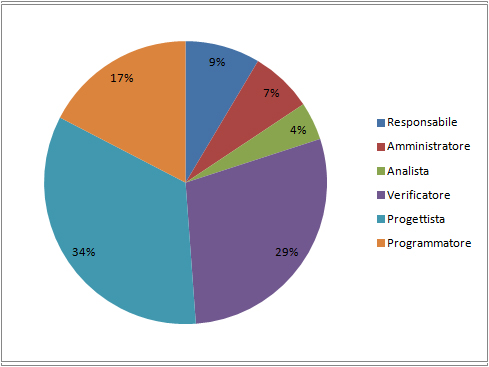 9%
7%
4%
29%
34%
17%
Responsabile
Amministratore
Analista
Verificatore
Progettista
Programmatore